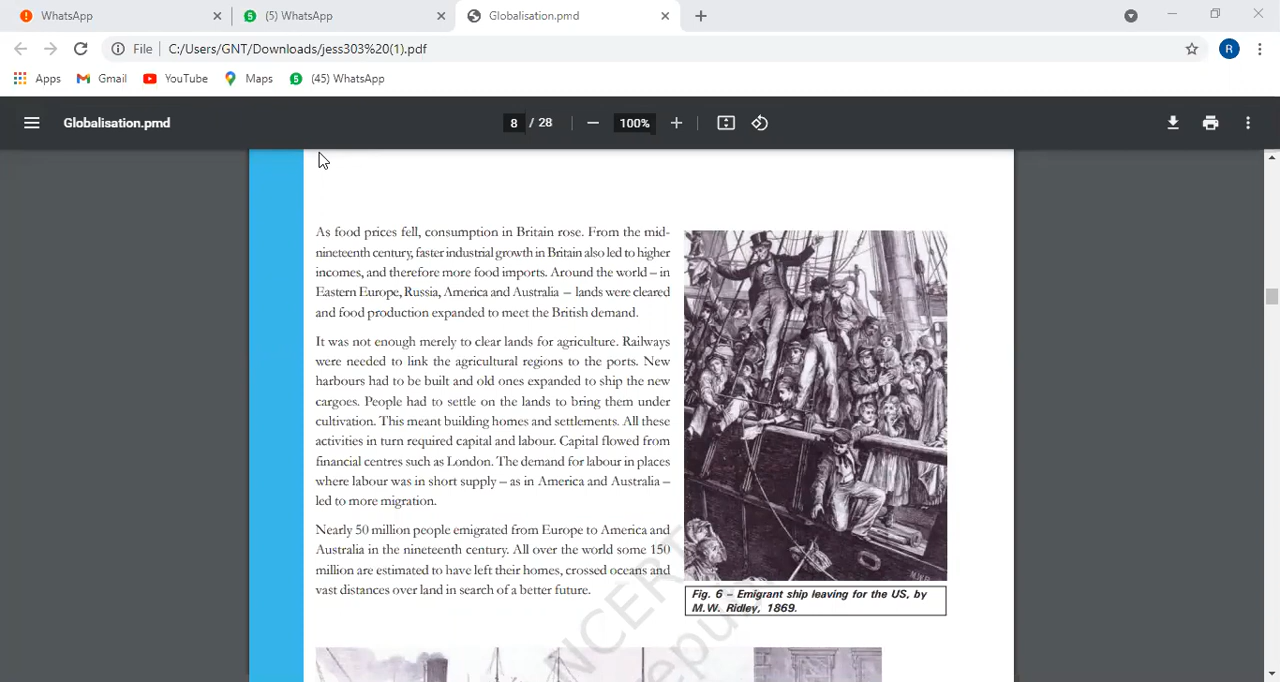 WhatsApp
(5) WhatsApp
Globalisation.pmd
File
C:/Users/GNT/Downloads/jess303%20(1).pdf
R
Apps
Gmail
YouTube
Maps
(45) WhatsApp
Globalisation.pmd
8 / 28
100%
As food prices fell, consumption in Britain rose. From the mid-
nineteenth century, faster industrial growth in Britain also led to higher
incomes, and therefore more food imports. Around the world – in
Eastern Europe, Russia, America and Australia – lands were cleared
and food production expanded to meet the British demand.
It was not enough merely to clear lands for agriculture. Railways
were needed to link the agricultural regions to the ports. New
harbours had to be built and old ones expanded to ship the new
cargoes. People had to settle on the lands to bring them under
cultivation. This meant building homes and settlements. All these
activities in turn required capital and labour. Capital flowed from
financial centres such as London. The demand for labour in places
where labour was in short supply – as in America and Australia –
led to more migration.
Nearly 50 million people emigrated from Europe to America and
Australia in the nineteenth century. All over the world some 150
million are estimated to have left their homes, crossed oceans and
vast distances over land in search of a better future.
Fig. 6 – Emigrant ship leaving for the US, by
M.W. Ridley, 1869.